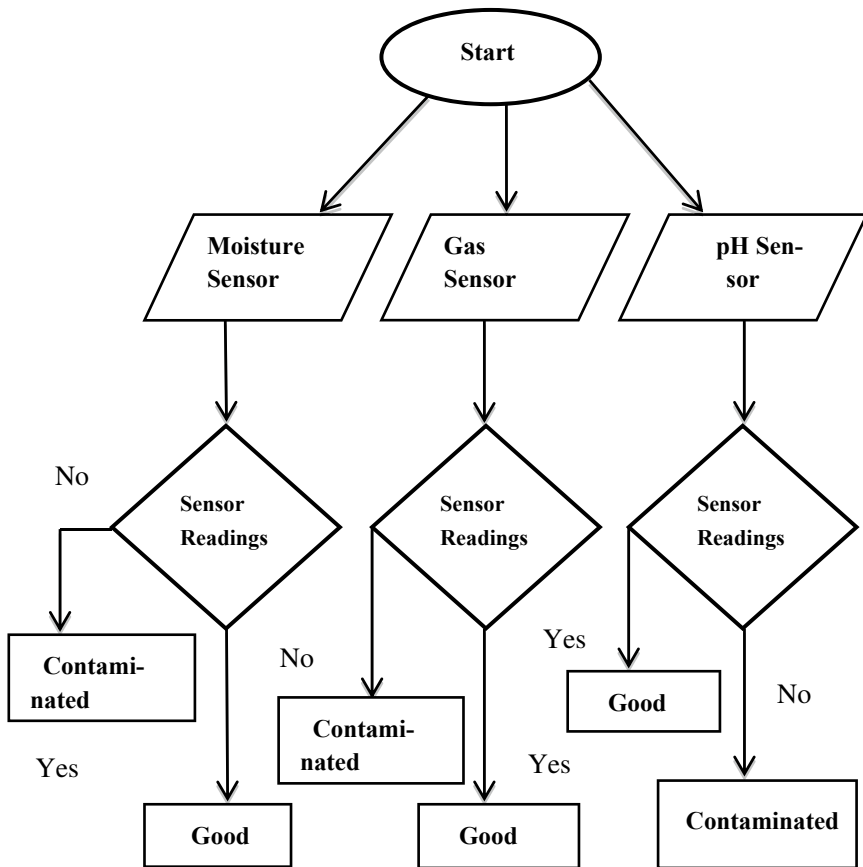 Start
Moisture
Sensor
Gas
Sensor
pH Sen-
sor
No
Sensor
Readings
Sensor
Readings
Sensor
Readings
Contami-
nated
Yes
Good
No
Contami-
nated
Yes
Good
Yes
Good
No
Contaminated